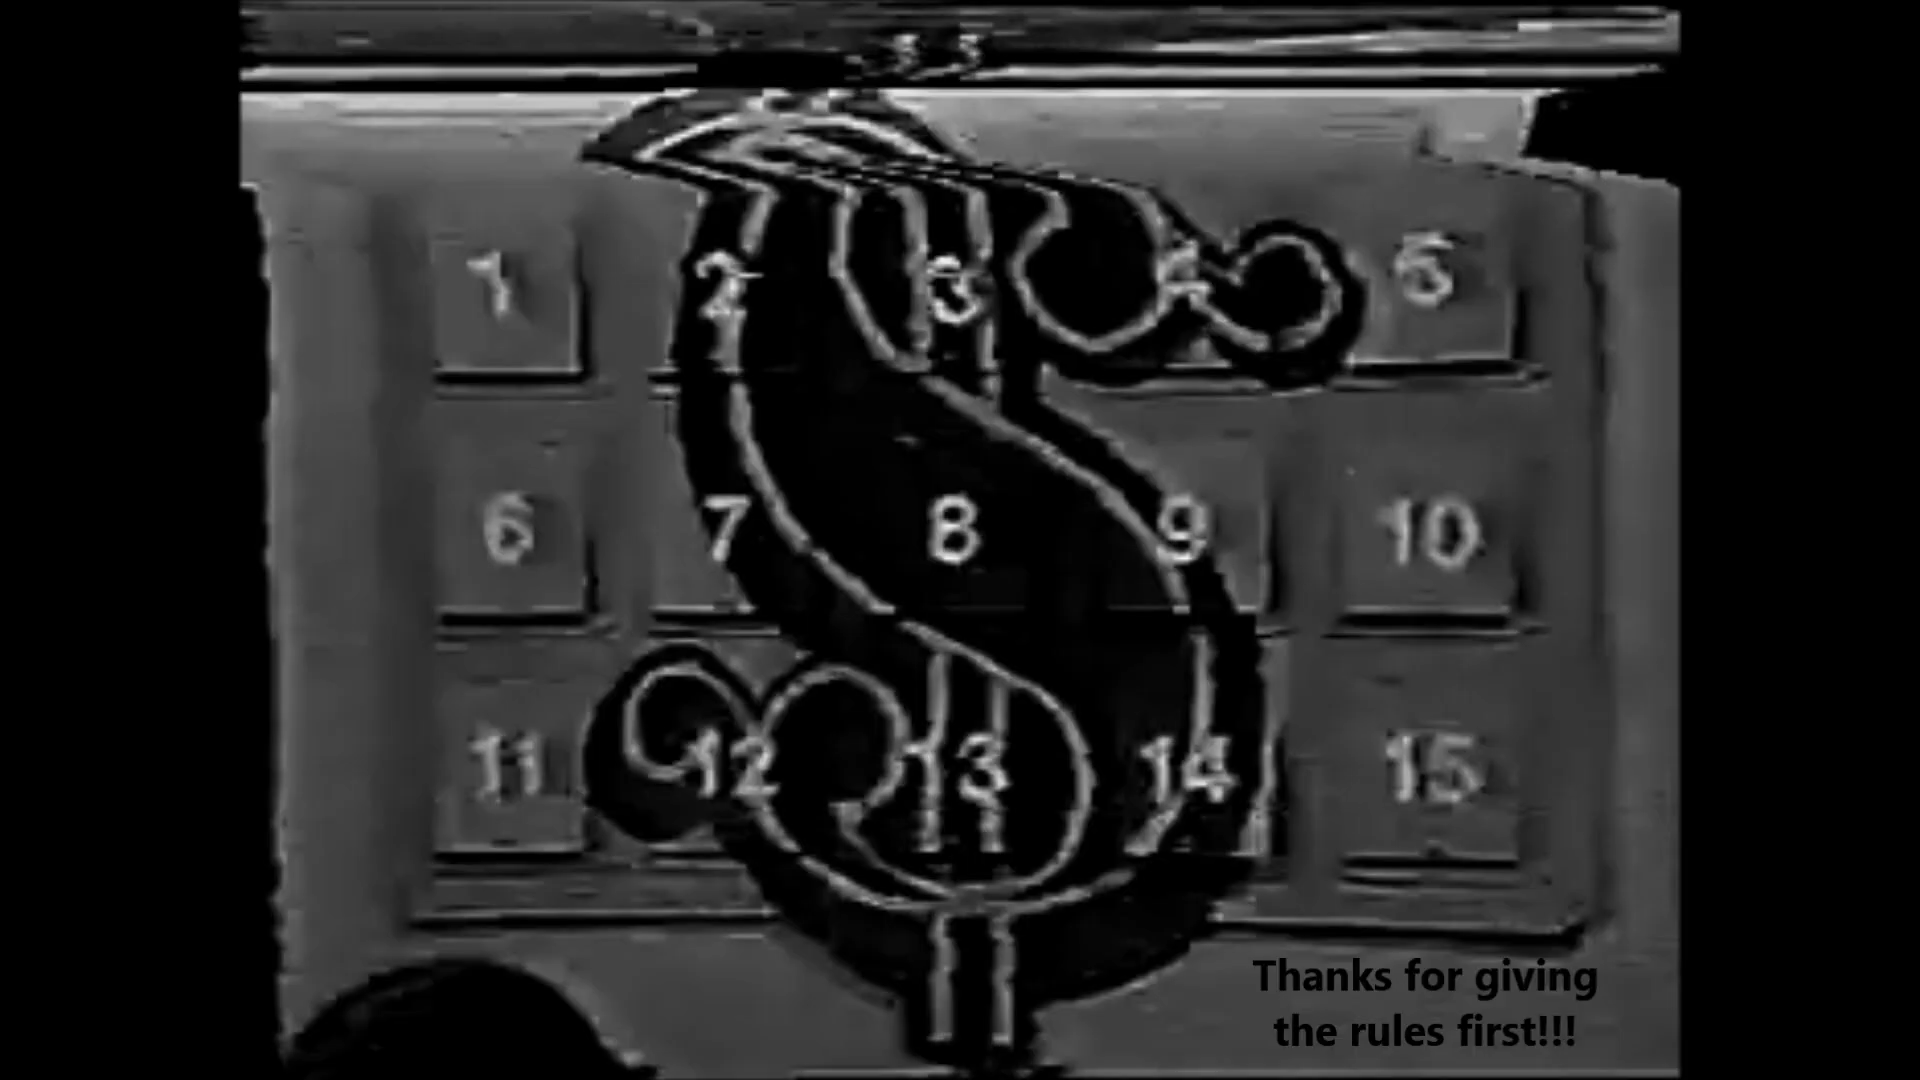 1 2 3 4 5
6 7 8 9 10
11 12 13 14 15
Thanks for giving
the rules first!!!